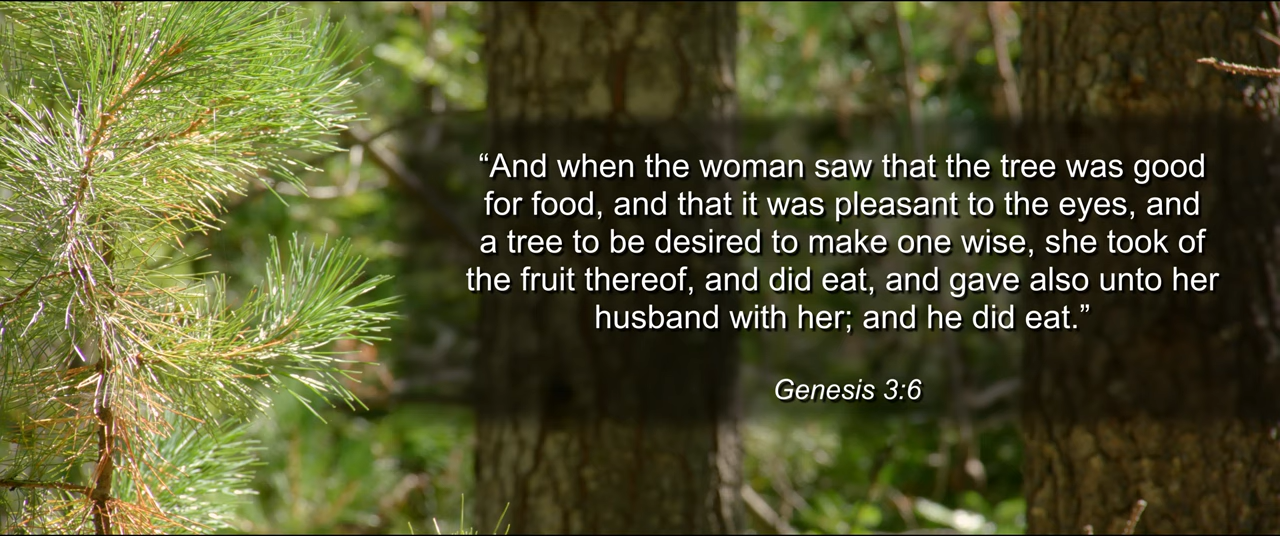 “And when the woman saw that the tree was good
for food, and that it was pleasant to the eyes, and
a tree to be desired to make one wise, she took of
the fruit thereof, and did eat, and gave also unto her
husband with her; and he did eat.”
Genesis 3:6